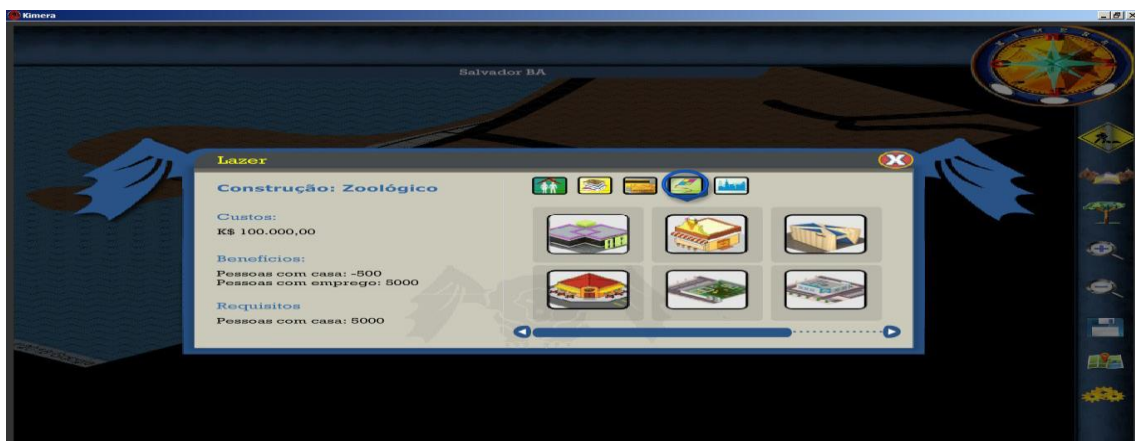 Kimera
KIMERA
Salvador BA
Lazer
X
Construção: Zoológico
Custos:
K$ 100.000,00
Benefícios:
Pessoas com casa: -500
Pessoas com emprego: 5000
Requisitos
Pessoas com casa: 5000